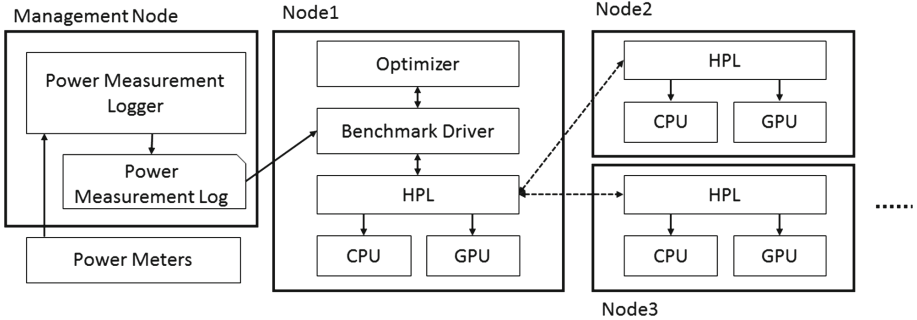 Management Node
Power Measurement
Logger
Power
Measurement Log
Power Meters
Node1
Optimizer
Benchmark Driver
HPL
CPU
GPU
Node2
HPL
CPU
GPU
HPL
CPU
GPU
Node3
......